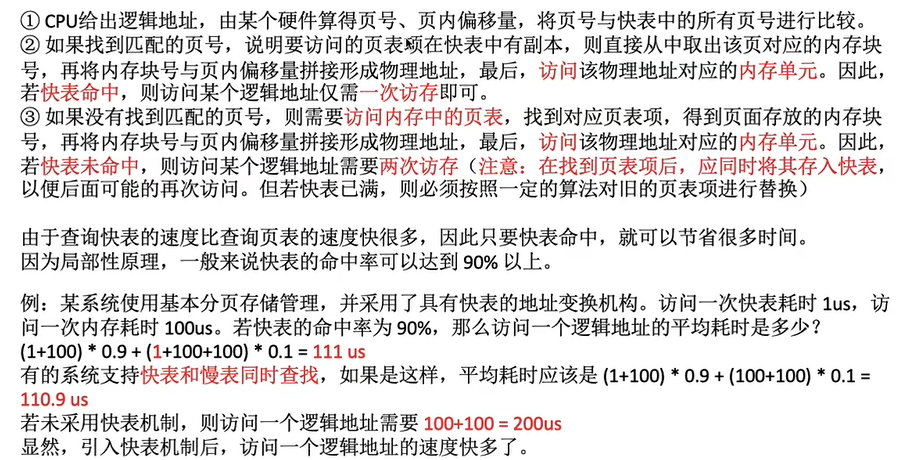 ① CPU给出逻辑地址，由某个硬件算得页号、页内偏移量，将页号与快表中的所有页号进行比较。
② 如果找到匹配的页号，说明要访问的页表项在快表中有副本，则直接从中取出该页对应的内存块
号，再将内存块号与页内偏移量拼接形成物理地址，最后，访问该物理地址对应的内存单元。因此，
若快表命中，则访问某个逻辑地址仅需一次访存即可。
③ 如果没有找到匹配的页号，则需要访问内存中的页表，找到对应页表项，得到页面存放的内存块
号，再将内存块号与页内偏移量拼接形成物理地址，最后，访问该物理地址对应的内存单元。因此，
若快表未命中，则访问某个逻辑地址需要两次访存（注意：在找到页表项后，应同时将其存入快表，
以便后面可能的再次访问。但若快表已满，则必须按照一定的算法对旧的页表项进行替换）
由于查询快表的速度比查询页表的速度快很多，因此只要快表命中，就可以节省很多时间。
因为局部性原理，一般来说快表的命中率可以达到 90% 以上。
例：某系统使用基本分页存储管理，并采用了具有快表的地址变换机构。访问一次快表耗时 1us，访
问一次内存耗时 100us。若快表的命中率为 90%，那么访问一个逻辑地址的平均耗时是多少？
(1+100) * 0.9 + (1+100+100) * 0.1 = 111 us
有的系统支持快表和慢表同时查找，如果是这样，平均耗时应该是 (1+100) * 0.9 + (100+100) * 0.1 =
110.9 us
若未采用快表机制，则访问一个逻辑地址需要 100+100 = 200us
显然，引入快表机制后，访问一个逻辑地址的速度快多了。